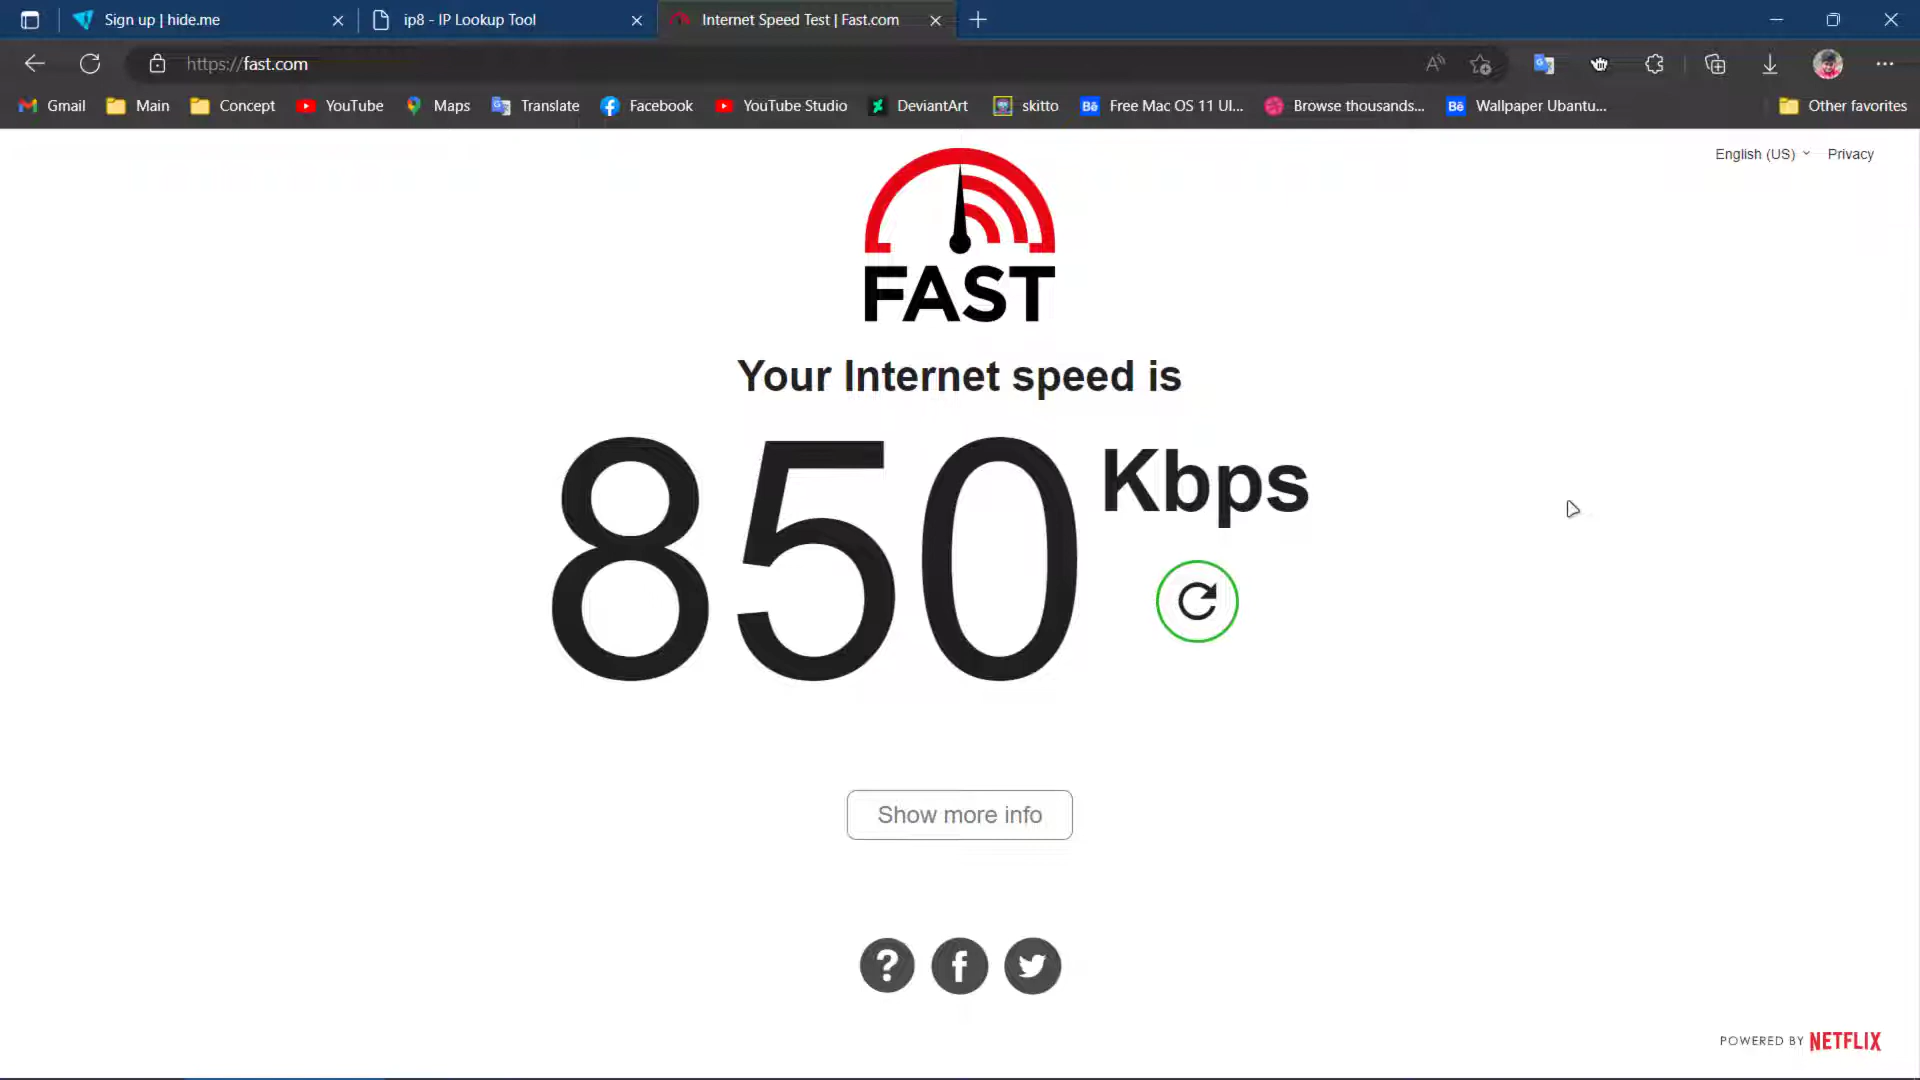 Sign up | hide.me
ip8 - IP Lookup Tool
Internet Speed Test | Fast.com
https://fast.com
Gmail
Main
Concept
YouTube
Maps
Translate
Facebook
YouTube Studio
DeviantArt
skitto
Free Mac OS 11 UI...
Browse thousands...
Wallpaper Ubantu...
Other favorites
English (US)
Privacy
FAST
Your Internet speed is
850 Kbps
Show more info
POWERED BY NETFLIX